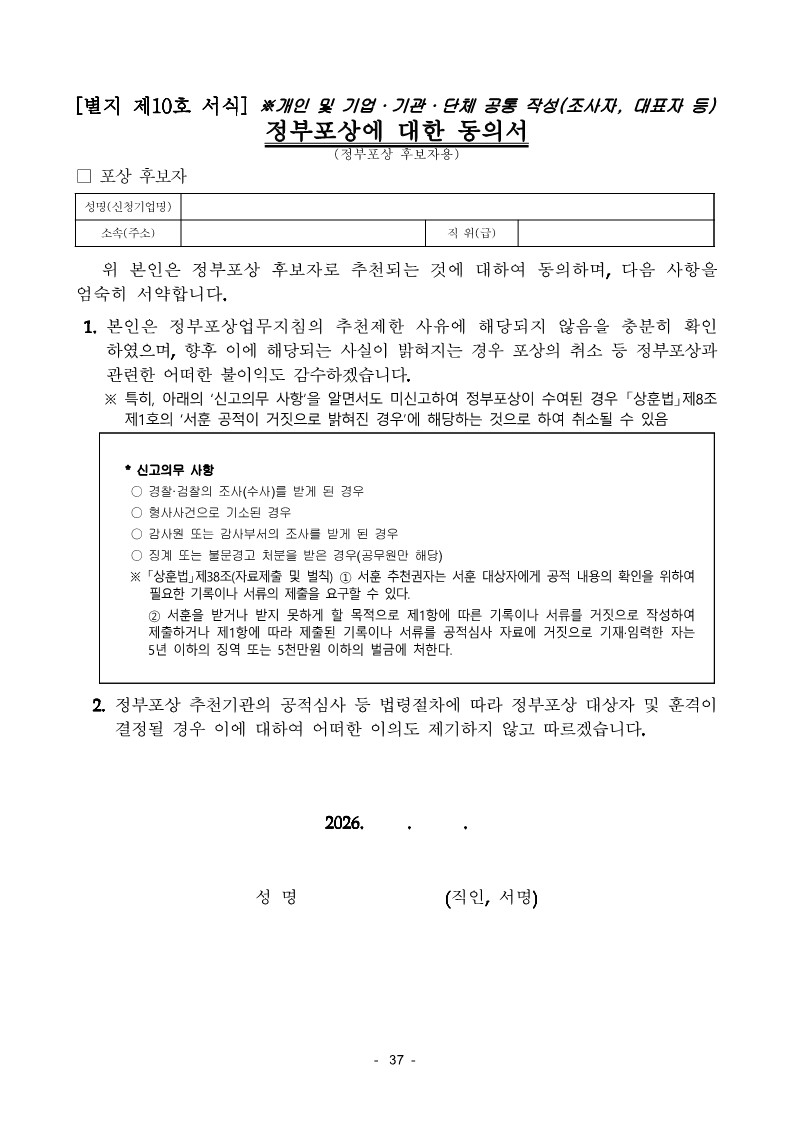 [별지 제10호 서식] ※개인 및 기업·기관·단체 공통 작성(조사자, 대표자 등)
정부포상에 대한 동의서
(정부포상 후보자용)
□ 포상 후보자
성명(신청기업명)
소속(주소) 직 위(급)
위 본인은 정부포상 후보자로 추천되는 것에 대하여 동의하며, 다음 사항을
엄숙히 서약합니다.
1. 본인은 정부포상업무지침의 추천제한 사유에 해당되지 않음을 충분히 확인
하였으며, 향후 이에 해당되는 사실이 밝혀지는 경우 포상의 취소 등 정부포상과
관련한 어떠한 불이익도 감수하겠습니다.
※ 특히, 아래의 '신고의무 사항'을 알면서도 미신고하여 정부포상이 수여된 경우 「상훈법」제8조
제1호의 '서훈 공적이 거짓으로 밝혀진 경우'에 해당하는 것으로 하여 취소될 수 있음
* 신고의무 사항
○ 경찰·검찰의 조사(수사)를 받게 된 경우
○ 형사사건으로 기소된 경우
○ 감사원 또는 감사부서의 조사를 받게 된 경우
○ 징계 또는 불문경고 처분을 받은 경우(공무원만 해당)
※ 「상훈법」제38조(자료제출 및 벌칙) ① 서훈 추천권자는 서훈 대상자에게 공적 내용의 확인을 위하여
필요한 기록이나 서류의 제출을 요구할 수 있다.
② 서훈을 받거나 받지 못하게 할 목적으로 제1항에 따른 기록이나 서류를 거짓으로 작성하여
제출하거나 제1항에 따라 제출된 기록이나 서류를 공적심사 자료에 거짓으로 기재·입력한 자는
5년 이하의 징역 또는 5천만원 이하의 벌금에 처한다.
2. 정부포상 추천기관의 공적심사 등 법령절차에 따라 정부포상 대상자 및 훈격이
결정될 경우 이에 대하여 어떠한 이의도 제기하지 않고 따르겠습니다.
2026. . .
성 명 (직인, 서명)
- 37 -